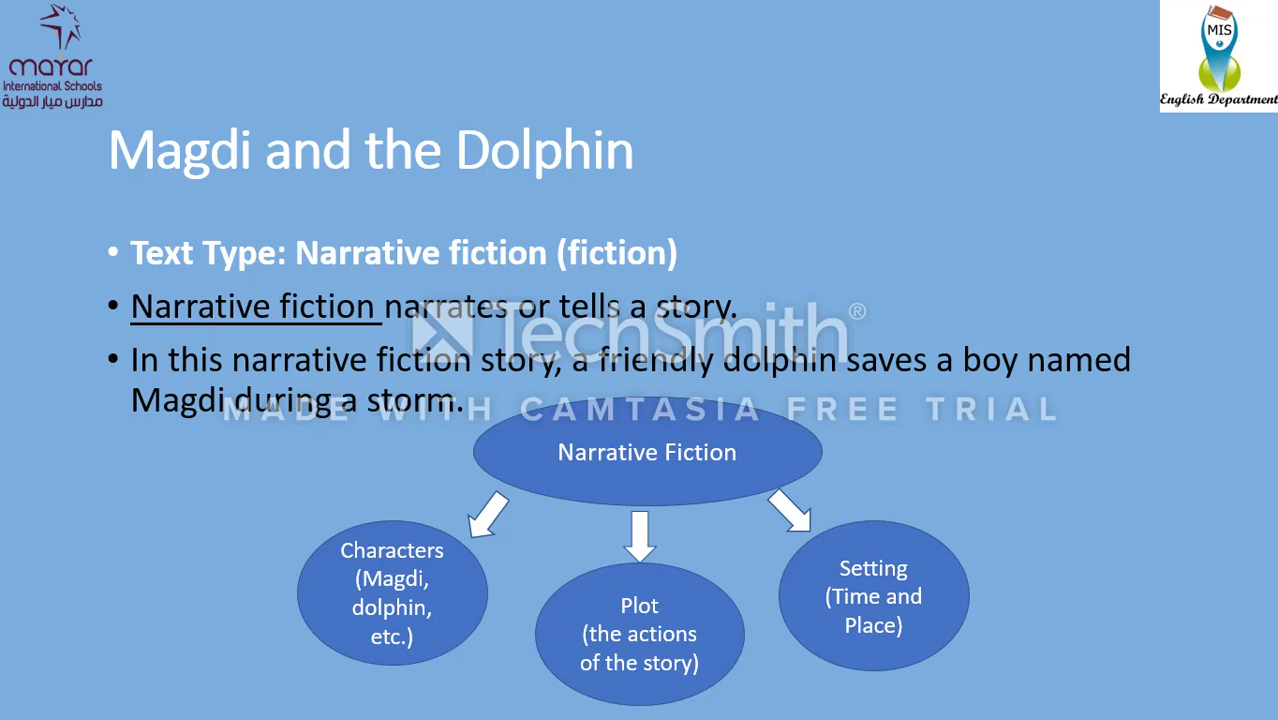 mayar
International Schools
مدارس ميار الدولية
MIS
English Department
Magdi and the Dolphin
• Text Type: Narrative fiction (fiction)
• Narrative fiction narrates or tells a story.
• In this narrative fiction story, a friendly dolphin saves a boy named
Magdi during a storm.
TechSmith®
MADE WITH CAMTASIA FREE TRIAL
Narrative Fiction
Characters
(Magdi,
dolphin,
etc.)
Plot
(the actions
of the story)
Setting
(Time and
Place)